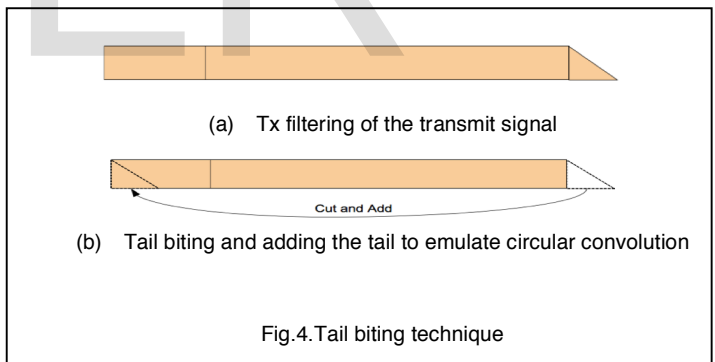 (a) Tx filtering of the transmit signal
Cut and Add
(b) Tail biting and adding the tail to emulate circular convolution
Fig.4.Tail biting technique